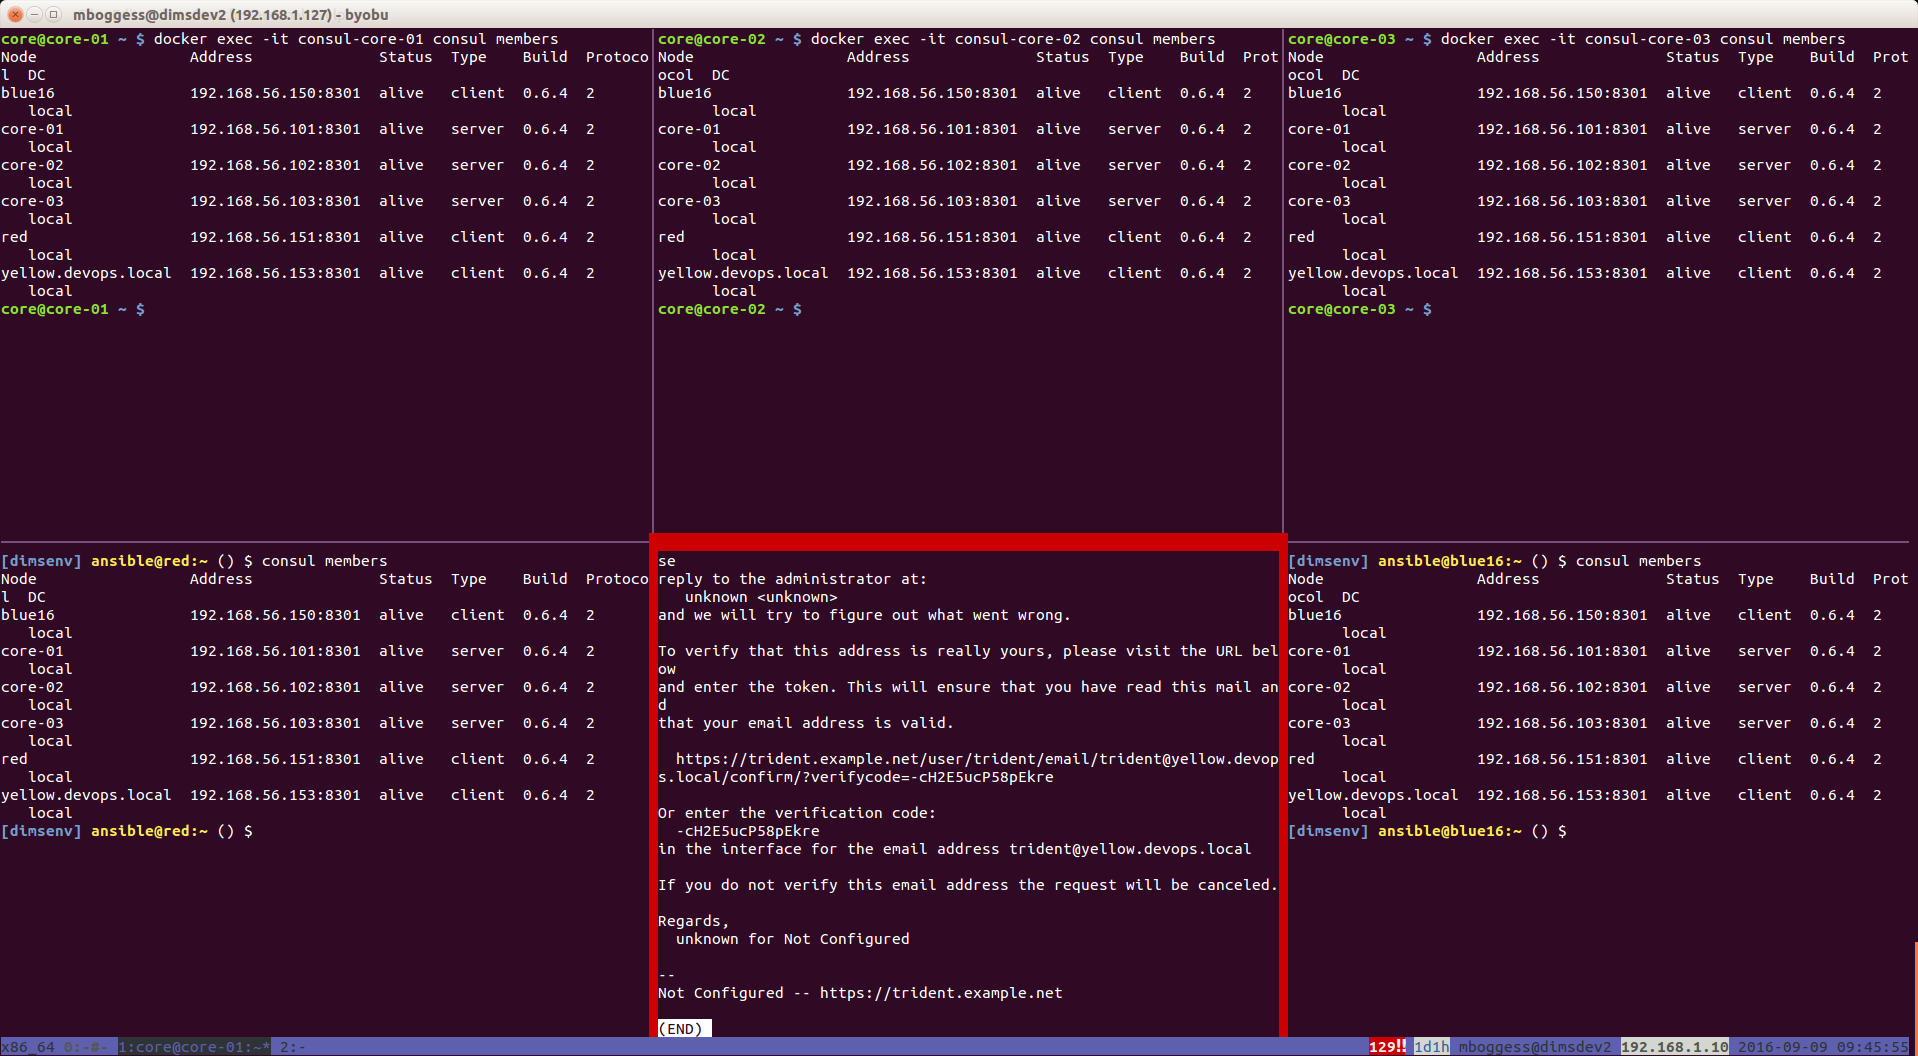 mboggess@dimsdev2 (192.168.1.127) - byobu
core@core-01 ~ $ docker exec -it consul-core-01 consul members
Node                 Address              Status  Type    Build  Protoco
l  DC
blue16               192.168.56.150:8301  alive   client  0.6.4  2
   local
core-01              192.168.56.101:8301  alive   server  0.6.4  2
   local
core-02              192.168.56.102:8301  alive   server  0.6.4  2
   local
core-03              192.168.56.103:8301  alive   server  0.6.4  2
   local
red                  192.168.56.151:8301  alive   client  0.6.4  2
   local
yellow.devops.local  192.168.56.153:8301  alive   client  0.6.4  2
   local
core@core-01 ~ $
core@core-02 ~ $ docker exec -it consul-core-02 consul members
Node                 Address              Status  Type    Build  Prot
ocol  DC
blue16               192.168.56.150:8301  alive   client  0.6.4  2
      local
core-01              192.168.56.101:8301  alive   server  0.6.4  2
      local
core-02              192.168.56.102:8301  alive   server  0.6.4  2
      local
core-03              192.168.56.103:8301  alive   server  0.6.4  2
      local
red                  192.168.56.151:8301  alive   client  0.6.4  2
      local
yellow.devops.local  192.168.56.153:8301  alive   client  0.6.4  2
      local
core@core-02 ~ $
core@core-03 ~ $ docker exec -it consul-core-03 consul members
Node                 Address              Status  Type    Build  Prot
ocol  DC
blue16               192.168.56.150:8301  alive   client  0.6.4  2
      local
core-01              192.168.56.101:8301  alive   server  0.6.4  2
      local
core-02              192.168.56.102:8301  alive   server  0.6.4  2
      local
core-03              192.168.56.103:8301  alive   server  0.6.4  2
      local
red                  192.168.56.151:8301  alive   client  0.6.4  2
      local
yellow.devops.local  192.168.56.153:8301  alive   client  0.6.4  2
      local
core@core-03 ~ $
[dimsenv] ansible@red:~ () $ consul members
Node                 Address              Status  Type    Build  Protoco
l  DC
blue16               192.168.56.150:8301  alive   client  0.6.4  2
   local
core-01              192.168.56.101:8301  alive   server  0.6.4  2
   local
core-02              192.168.56.102:8301  alive   server  0.6.4  2
   local
core-03              192.168.56.103:8301  alive   server  0.6.4  2
   local
red                  192.168.56.151:8301  alive   client  0.6.4  2
   local
yellow.devops.local  192.168.56.153:8301  alive   client  0.6.4  2
   local
[dimsenv] ansible@red:~ () $
se
reply to the administrator at:
   unknown <unknown>
and we will try to figure out what went wrong.
To verify that this address is really yours, please visit the URL bel
ow
and enter the token. This will ensure that you have read this mail an
d
that your email address is valid.
  https://trident.example.net/user/trident/email/trident@yellow.devop
s.local/confirm/?verifycode=-cH2E5ucP58pEkre
Or enter the verification code:
  -cH2E5ucP58pEkre
in the interface for the email address trident@yellow.devops.local
If you do not verify this email address the request will be canceled.
Regards,
  unknown for Not Configured
--
Not Configured -- https://trident.example.net
(END)
[dimsenv] ansible@blue16:~ () $ consul members
Node                 Address              Status  Type    Build  Prot
ocol  DC
blue16               192.168.56.150:8301  alive   client  0.6.4  2
      local
core-01              192.168.56.101:8301  alive   server  0.6.4  2
      local
core-02              192.168.56.102:8301  alive   server  0.6.4  2
      local
core-03              192.168.56.103:8301  alive   server  0.6.4  2
      local
red                  192.168.56.151:8301  alive   client  0.6.4  2
      local
yellow.devops.local  192.168.56.153:8301  alive   client  0.6.4  2
      local
[dimsenv] ansible@blue16:~ () $
x86_64 0:-#- 1:core@core-01:~* 2:- 129!! 1d1h mboggess@dimsdev2 192.168.1.10 2016-09-09 09:45:55